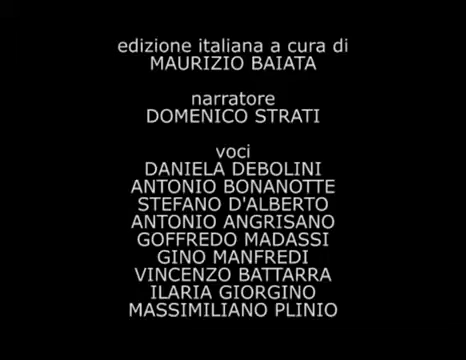 edizione italiana a cura di
MAURIZIO BAIATA
narratore
DOMENICO STRATI
voci
DANIELA DEBOLINI
ANTONIO BONANOTTE
STEFANO D'ALBERTO
ANTONIO ANGRISANO
GOFFREDO MADASSI
GINO MANFREDI
VINCENZO BATTARRA
ILARIA GIORGINO
MASSIMILIANO PLINIO